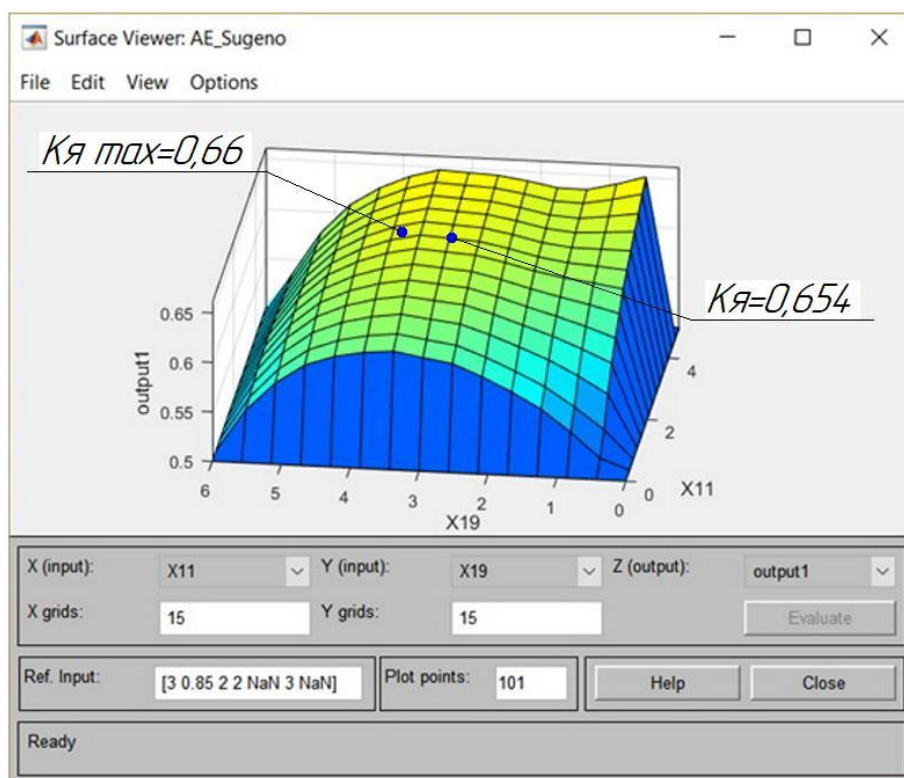 Surface Viewer: AE_Sugeno
File Edit View Options
Kя max=0,66
Kя=0,654
0.65
0.6
0.55
0.5
output1
6 5 4 3 2 1 0
X19
0 2 4
X11
X (input): X11 Y (input): X19 Z (output): output1
X grids: 15 Y grids: 15 Evaluate
Ref. Input: [3 0.85 2 2 NaN 3 NaN] Plot points: 101 Help Close
Ready